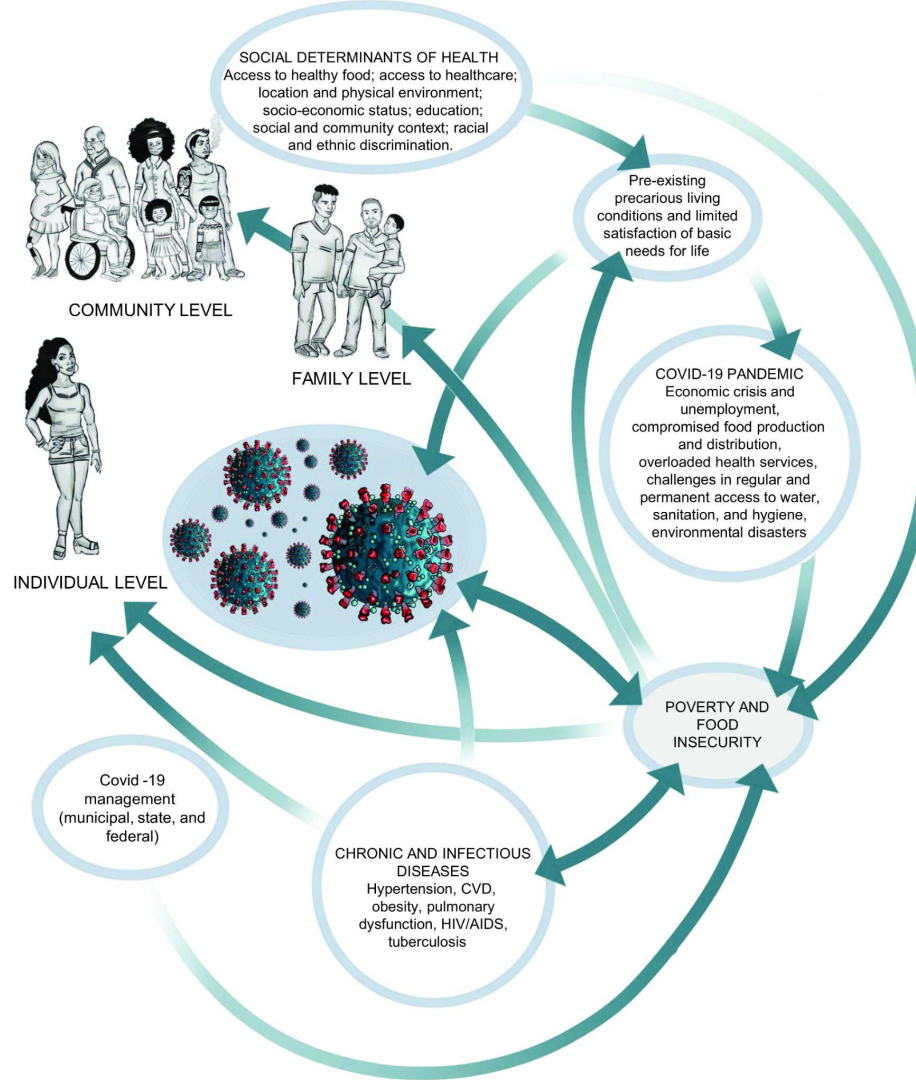 SOCIAL DETERMINANTS OF HEALTH
Access to healthy food; access to healthcare;
location and physical environment;
socio-economic status; education;
social and community context; racial
and ethnic discrimination.
Pre-existing
precarious living
conditions and limited
satisfaction of basic
needs for life
COMMUNITY LEVEL
FAMILY LEVEL
COVID-19 PANDEMIC
Economic crisis and
unemployment,
compromised food production
and distribution,
overloaded health services,
challenges in regular and
permanent access to water,
sanitation, and hygiene,
environmental disasters
INDIVIDUAL LEVEL
POVERTY AND
FOOD
INSECURITY
Covid -19
management
(municipal, state, and
federal)
CHRONIC AND INFECTIOUS
DISEASES
Hypertension, CVD,
obesity, pulmonary
dysfunction, HIV/AIDS,
tuberculosis